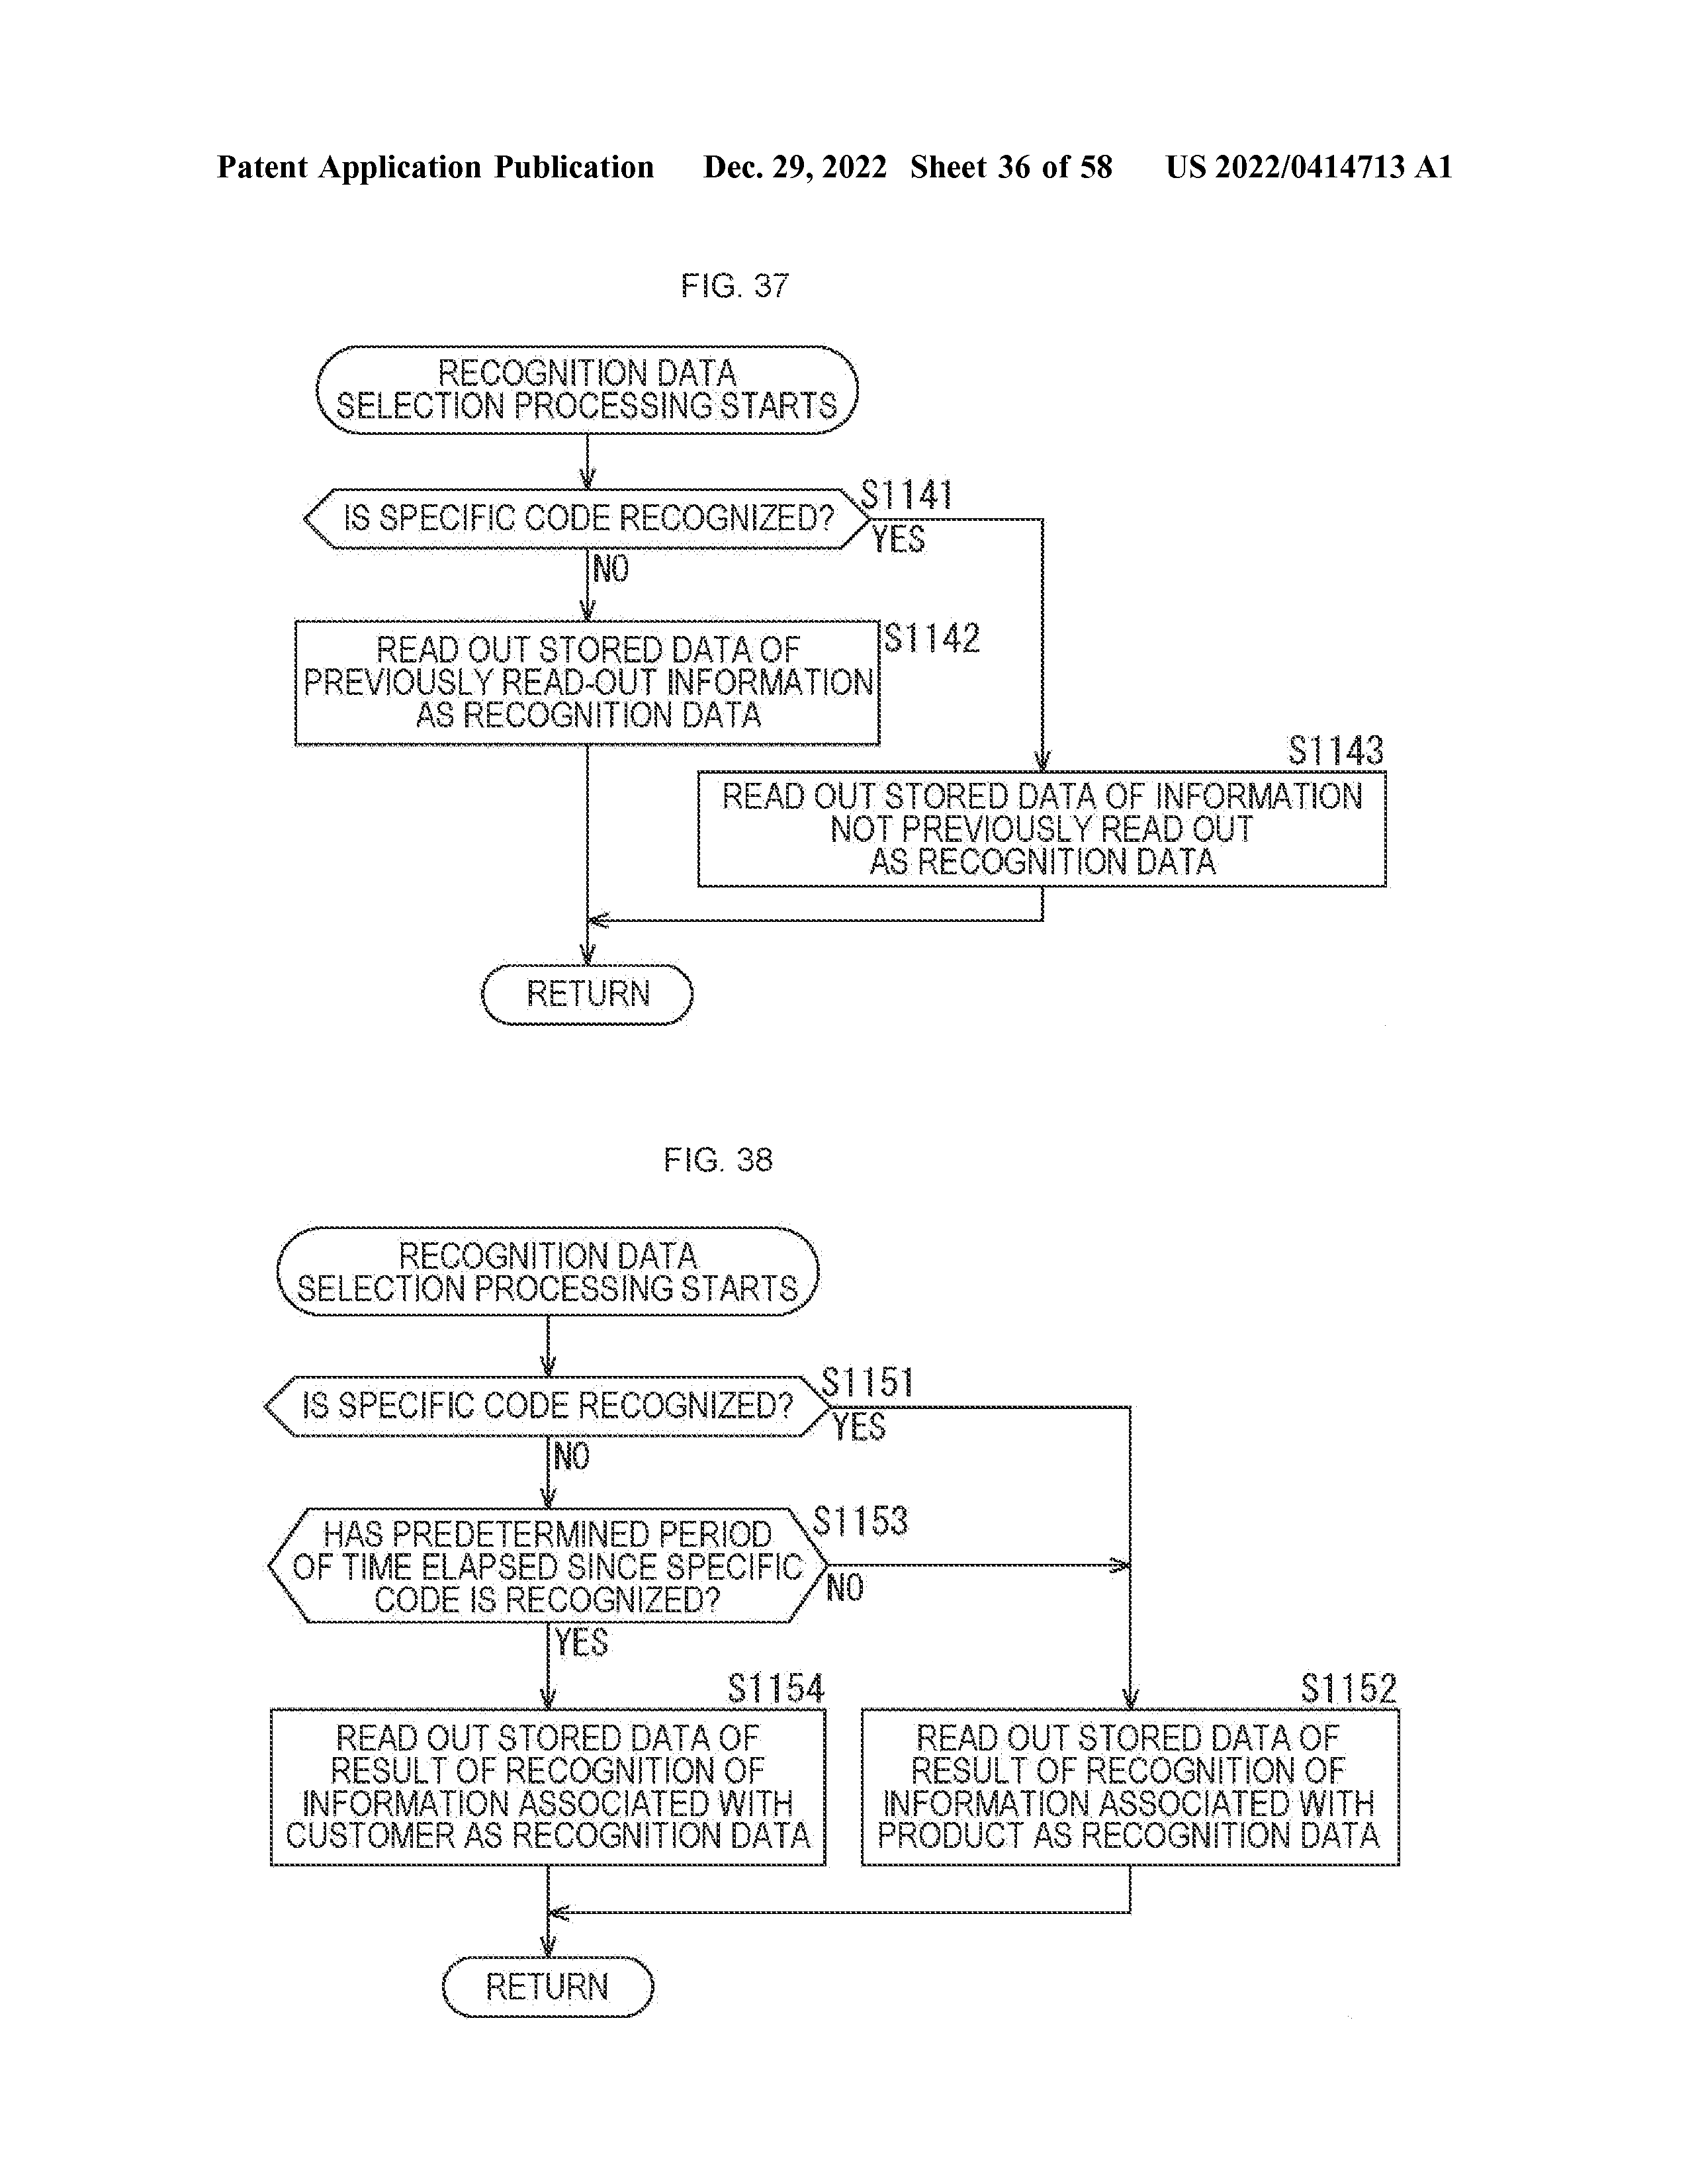 Patent Application Publication Dec. 29, 2022 Sheet 36 of 58 US 2022/0414713 A1
FIG. 37
RECOGNITION DATA
SELECTION PROCESSING STARTS
IS SPECIFIC CODE RECOGNIZED?
S1141
YES
NO
READ OUT STORED DATA OF
PREVIOUSLY READ-OUT INFORMATION
AS RECOGNITION DATA
S1142
S1143
READ OUT STORED DATA OF INFORMATION
NOT PREVIOUSLY READ OUT
AS RECOGNITION DATA
RETURN
FIG. 38
RECOGNITION DATA
SELECTION PROCESSING STARTS
IS SPECIFIC CODE RECOGNIZED?
S1151
YES
NO
HAS PREDETERMINED PERIOD
OF TIME ELAPSED SINCE SPECIFIC
CODE IS RECOGNIZED?
S1153
NO
YES
S1154
READ OUT STORED DATA OF
RESULT OF RECOGNITION OF
INFORMATION ASSOCIATED WITH
CUSTOMER AS RECOGNITION DATA
S1152
READ OUT STORED DATA OF
RESULT OF RECOGNITION OF
INFORMATION ASSOCIATED WITH
PRODUCT AS RECOGNITION DATA
RETURN